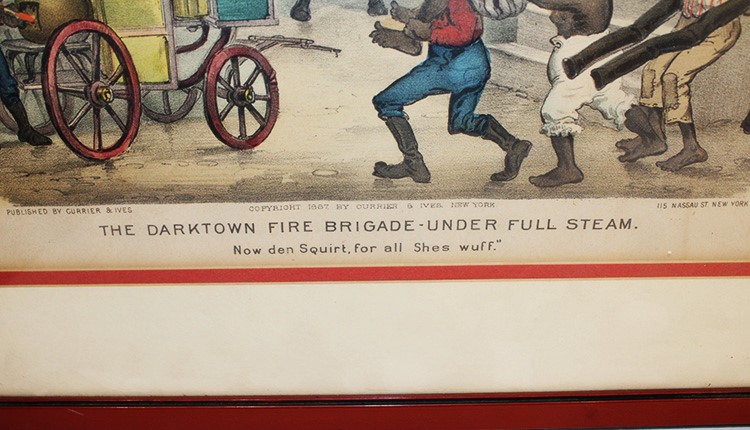 PUBLISHED BY CURRIER & IVES
COPYRIGHT 1887, BY CURRIER & IVES, NEW YORK
115 NASSAU ST. NEW YORK
THE DARKTOWN FIRE BRIGADE-UNDER FULL STEAM.
Now den Squirt, for all Shes wuff."